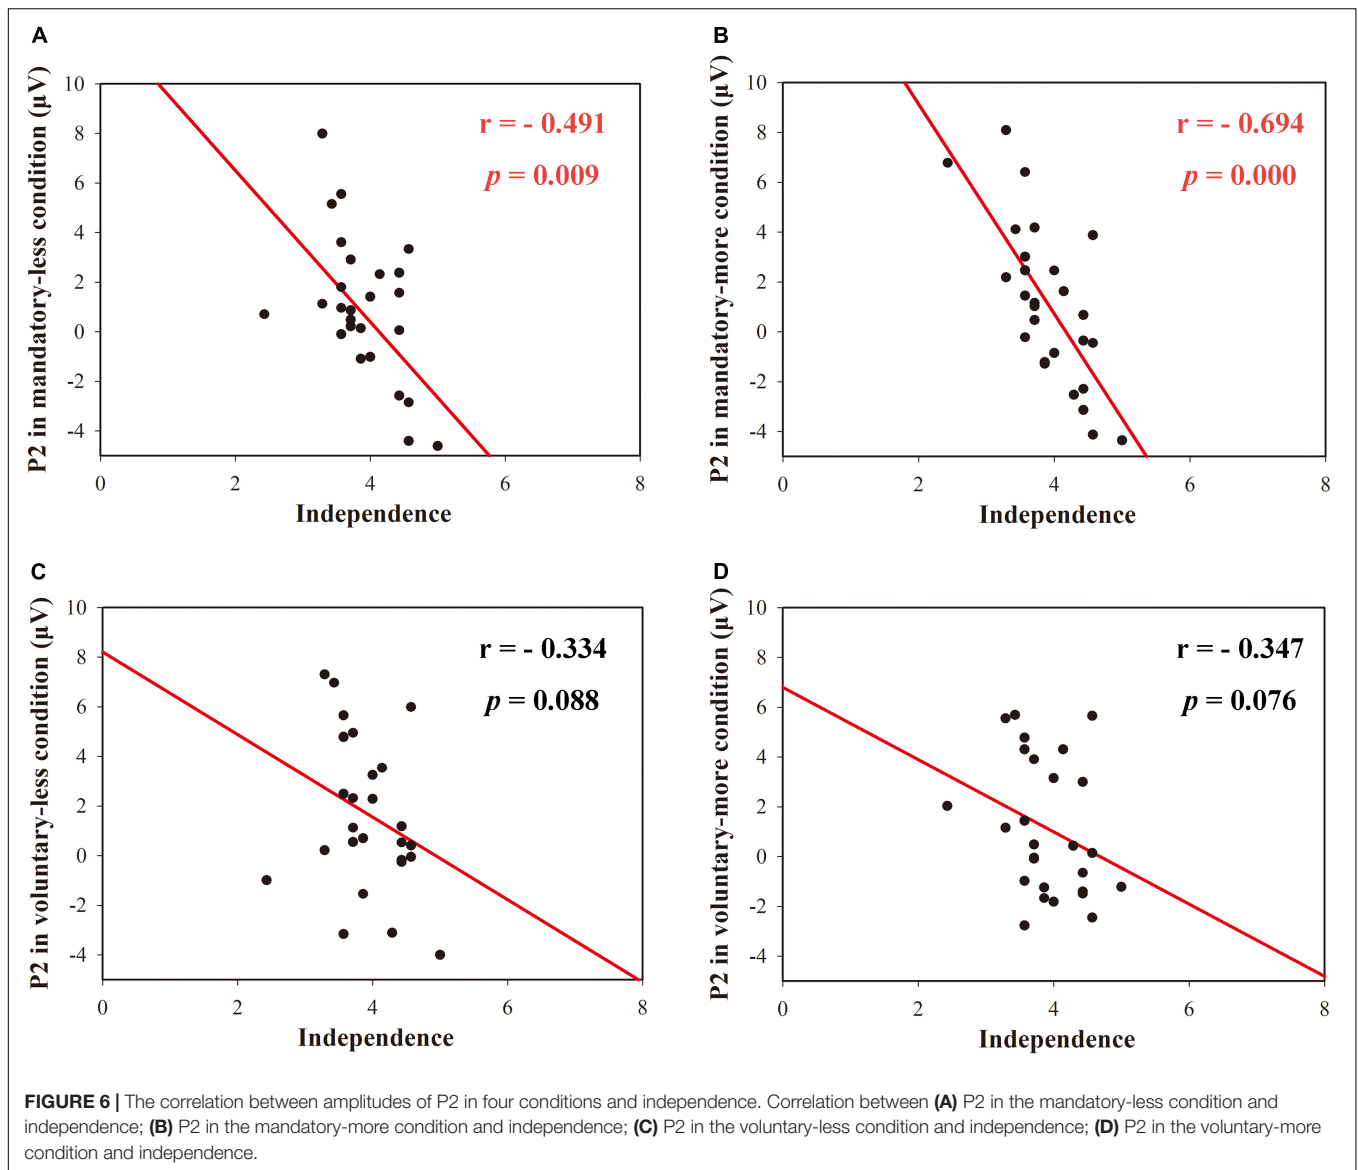 A
P2 in mandatory-less condition (μV)
10
8
6
4
2
0
-2
-4
r = - 0.491
p = 0.009
0 2 4 6 8
Independence
B
P2 in mandatory-more condition (μV)
10
8
6
4
2
0
-2
-4
r = - 0.694
p = 0.000
0 2 4 6 8
Independence
C
P2 in voluntary-less condition (μV)
10
8
6
4
2
0
-2
-4
r = - 0.334
p = 0.088
0 2 4 6 8
Independence
D
P2 in voluntary-more condition (μV)
10
8
6
4
2
0
-2
-4
r = - 0.347
p = 0.076
0 2 4 6 8
Independence
FIGURE 6 | The correlation between amplitudes of P2 in four conditions and independence. Correlation between (A) P2 in the mandatory-less condition and
independence; (B) P2 in the mandatory-more condition and independence; (C) P2 in the voluntary-less condition and independence; (D) P2 in the voluntary-more
condition and independence.